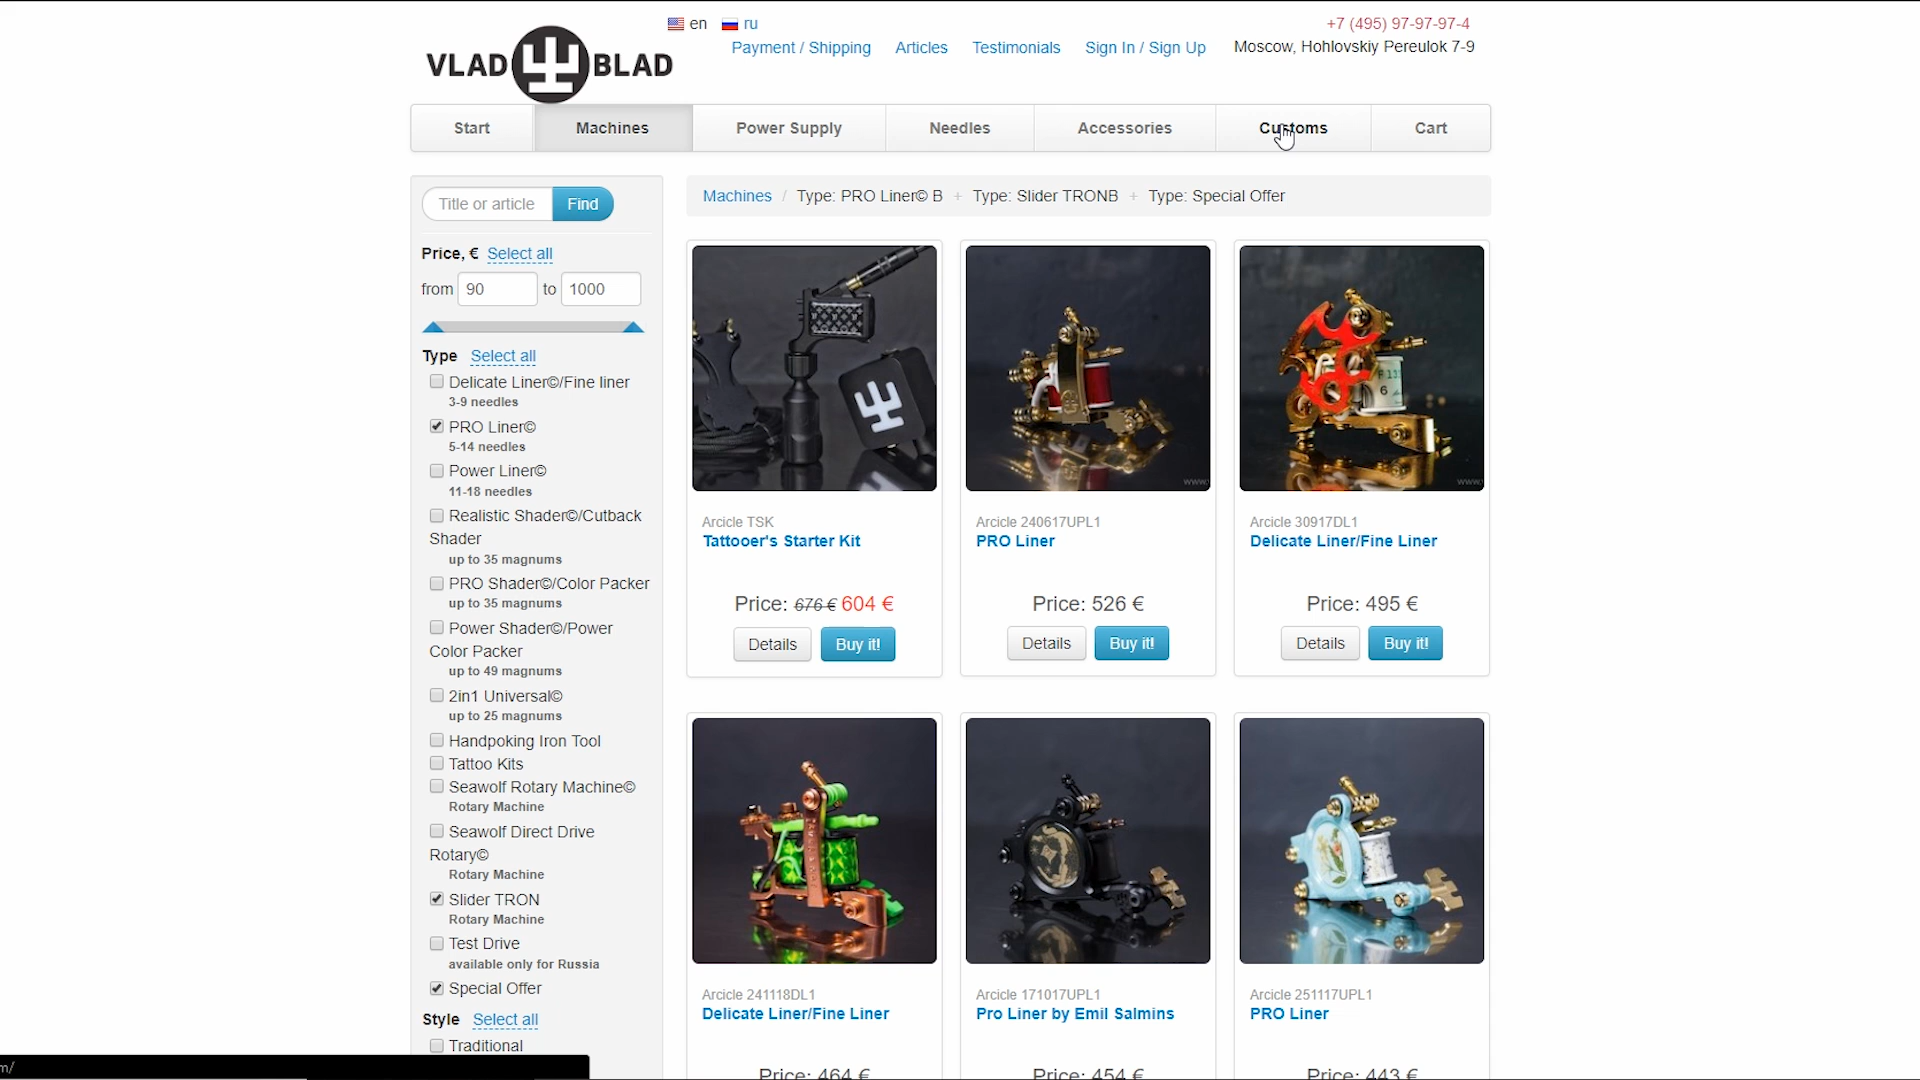 en ru
+7 (495) 97-97-97-4
Payment / Shipping Articles Testimonials Sign In / Sign Up
Moscow, Hohlovskiy Pereulok 7-9
VLAD BLAD
Start Machines Power Supply Needles Accessories Customs Cart
Title or article Find
Price, € Select all
from 90 to 1000
Type Select all
Delicate Liner©/Fine liner
3-9 needles
PRO Liner©
5-14 needles
Power Liner©
11-18 needles
Realistic Shader©/Cutback
Shader
up to 35 magnums
PRO Shader©/Color Packer
up to 35 magnums
Power Shader©/Power
Color Packer
up to 49 magnums
2in1 Universal©
up to 25 magnums
Handpoking Iron Tool
Tattoo Kits
Seawolf Rotary Machine©
Rotary Machine
Seawolf Direct Drive
Rotary©
Rotary Machine
Slider TRON
Rotary Machine
Test Drive
available only for Russia
Special Offer
Style Select all
Traditional
m/
Machines / Type: PRO Liner© B + Type: Slider TRONB + Type: Special Offer
Arcicle TSK
Tattooer's Starter Kit
Price: 676 € 604 €
Details Buy it!
www.
Arcicle 240617UPL1
PRO Liner
Price: 526 €
Details Buy it!
6
www.
Arcicle 30917DL1
Delicate Liner/Fine Liner
Price: 495 €
Details Buy it!
Arcicle 241118DL1
Delicate Liner/Fine Liner
Price: 464 €
Arcicle 171017UPL1
Pro Liner by Emil Salmins
Price: 454 €
Arcicle 251117UPL1
PRO Liner
Price: 443 €